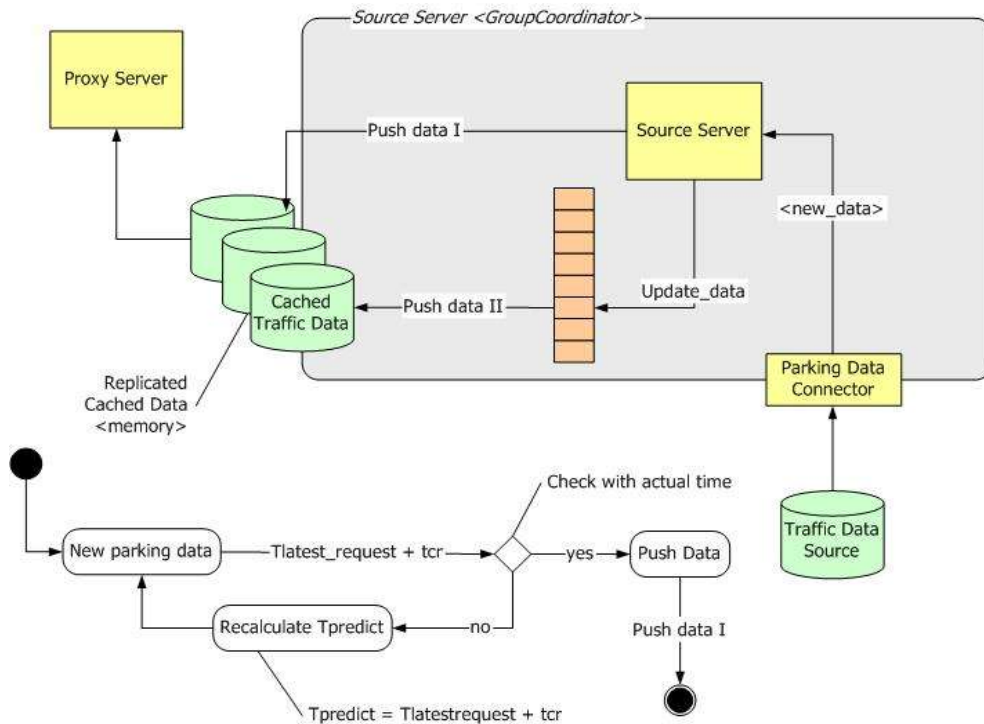 Source Server <GroupCoordinator>
Proxy Server
Push data I
Source Server
<new_data>
Update_data
Cached
Traffic Data
Push data II
Replicated
Cached Data
<memory>
Parking Data
Connector
Check with actual time
Traffic Data
Source
New parking data
Tlatest_request + tcr
yes
Push Data
Recalculate Tpredict
no
Push data I
Tpredict = Tlatestrequest + tcr